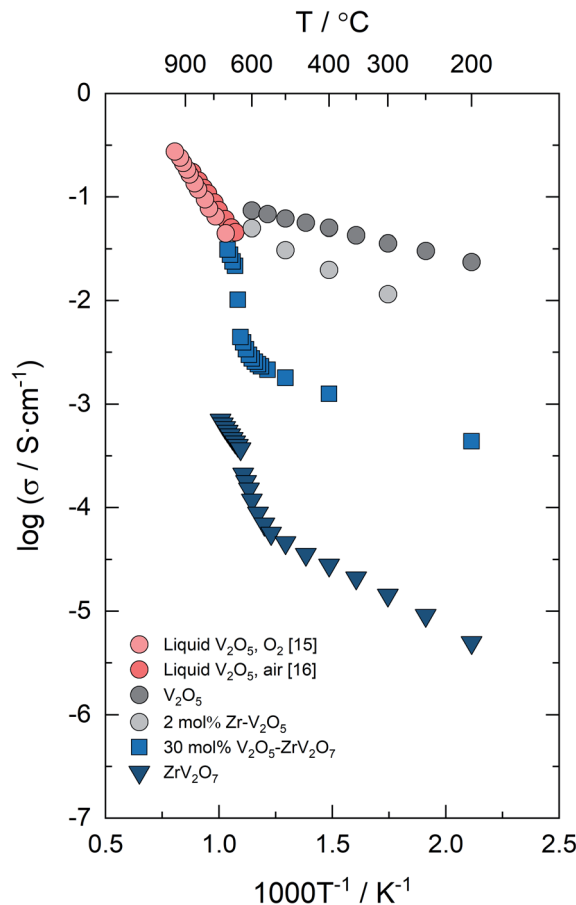 T / °C
900 600 400 300 200
0
-1
-2
-3
-4
-5
-6
-7
log (σ / S·cm⁻¹)
Liquid V₂O₅, O₂ [15]
Liquid V₂O₅, air [16]
V₂O₅
2 mol% Zr-V₂O₅
30 mol% V₂O₅-ZrV₂O₇
ZrV₂O₇
0.5 1.0 1.5 2.0 2.5
1000T⁻¹ / K⁻¹